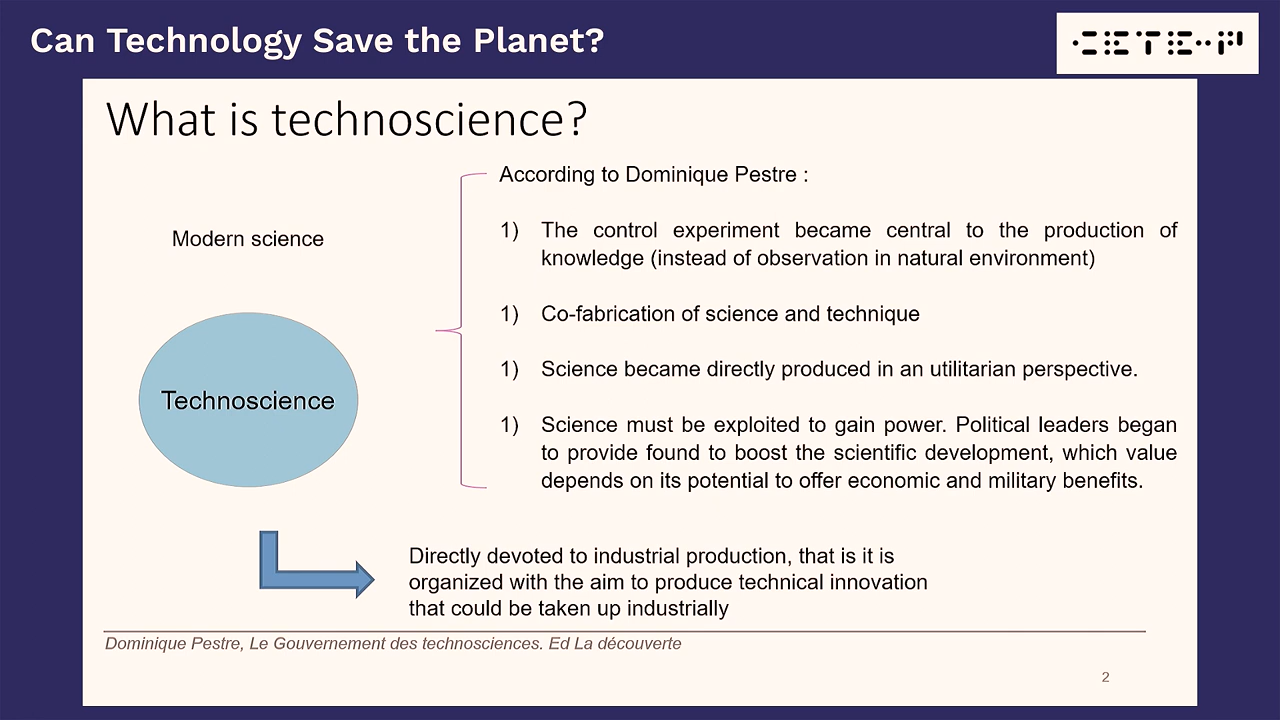 Can Technology Save the Planet?
What is technoscience?
Modern science
Technoscience
According to Dominique Pestre :
1) The control experiment became central to the production of
knowledge (instead of observation in natural environment)
1) Co-fabrication of science and technique
1) Science became directly produced in an utilitarian perspective.
1) Science must be exploited to gain power. Political leaders began
to provide found to boost the scientific development, which value
depends on its potential to offer economic and military benefits.
Directly devoted to industrial production, that is it is
organized with the aim to produce technical innovation
that could be taken up industrially
Dominique Pestre, Le Gouvernement des technosciences. Ed La découverte
2